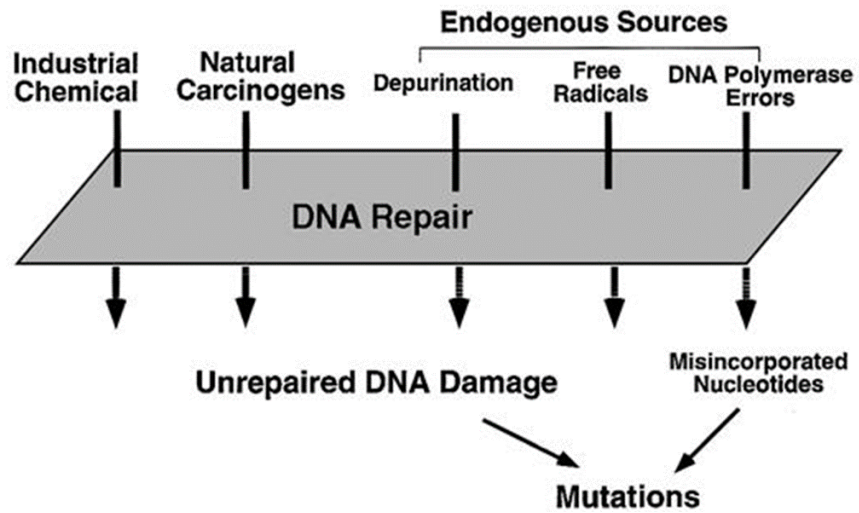 Endogenous Sources
Industrial
Chemical
Natural
Carcinogens
Depurination
Free
Radicals
DNA Polymerase
Errors
DNA Repair
Unrepaired DNA Damage
Misincorporated
Nucleotides
Mutations